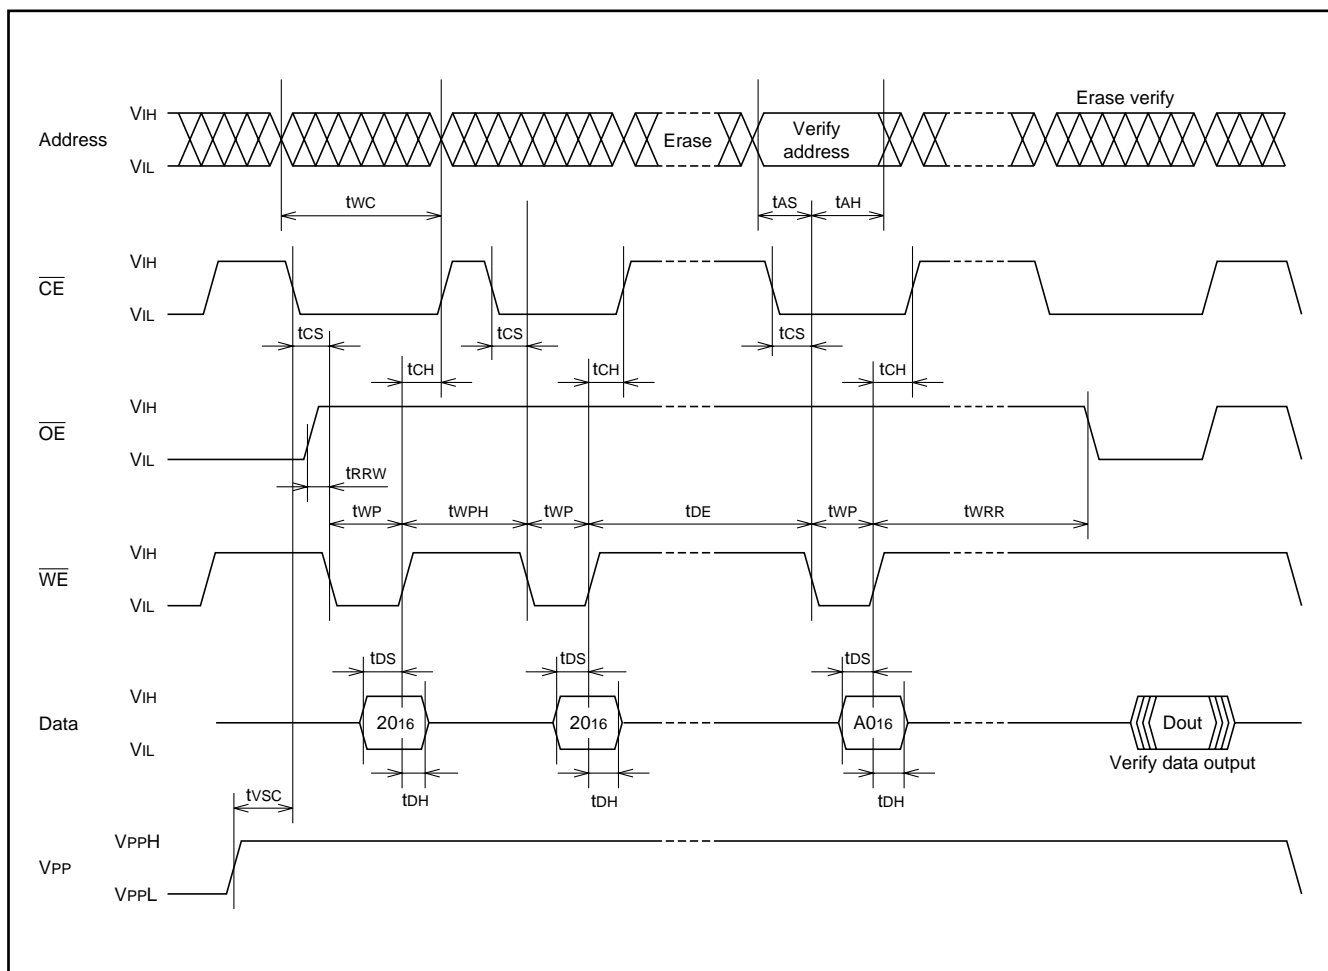 Erase verify
VIH
Address
Erase
Verify
address
VIL
tWC
tAS
tAH
VIH
CE
VIL
tCS
tCS
tCS
tCH
tCH
tCH
VIH
OE
VIL
tRRW
tWP
tWPH
tWP
tDE
tWP
tWRR
VIH
WE
VIL
tDS
tDS
tDS
VIH
Data
2016
2016
A016
Dout
VIL
Verify data output
tVSC
tDH
tDH
tDH
VPPH
VPP
VPPL